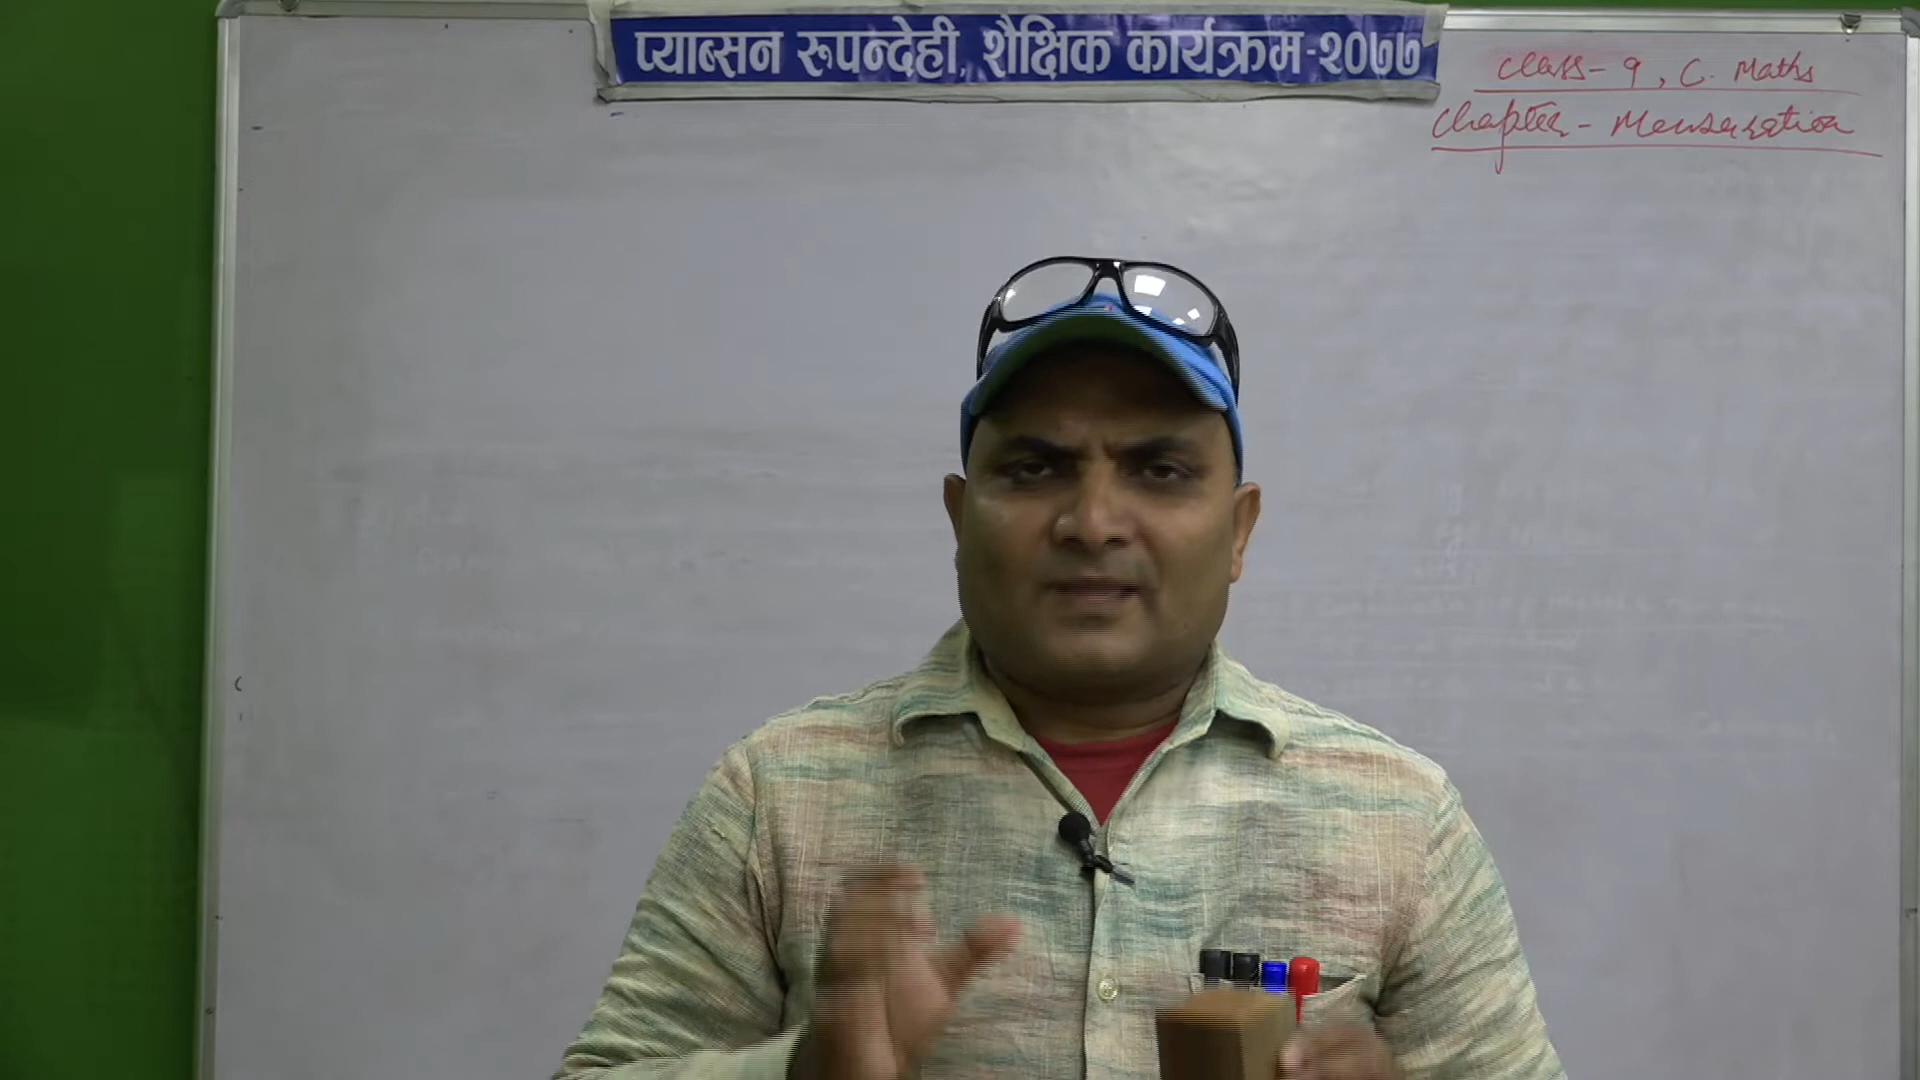 प्याब्सन रुपन्देही, शैक्षिक कार्यक्रम-२०७७
Class - 9, C. Maths
Chapter - Mensuration